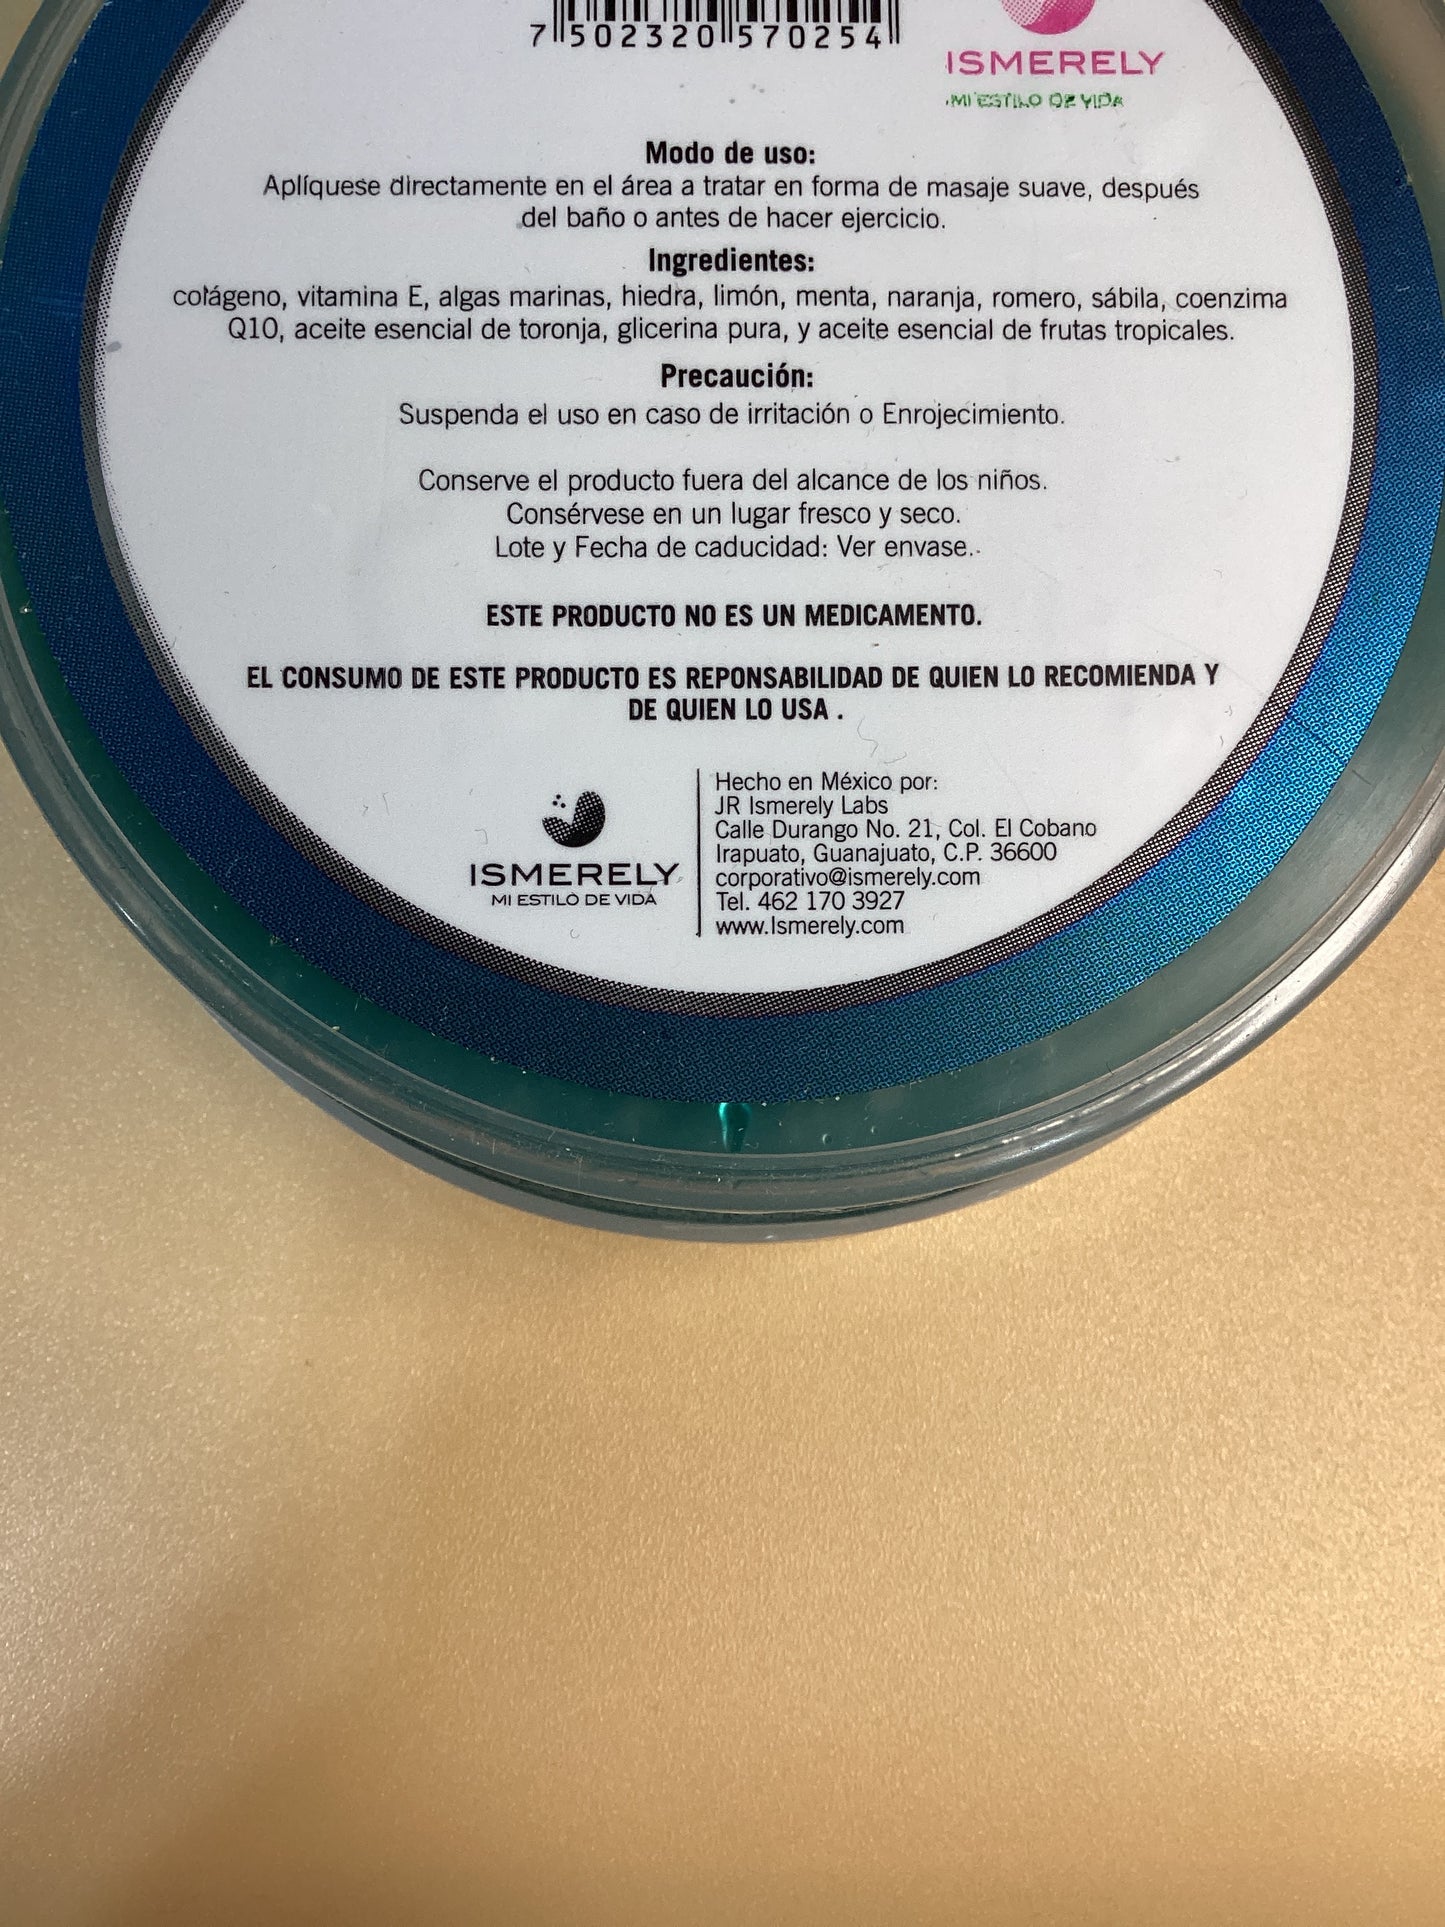 7 502320 570254
ISMERELY
MI ESTILO DE VIDA
Modo de uso:
Aplíquese directamente en el área a tratar en forma de masaje suave, después
del baño o antes de hacer ejercicio.
Ingredientes:
colágeno, vitamina E, algas marinas, hiedra, limón, menta, naranja, romero, sábila, coenzima
Q10, aceite esencial de toronja, glicerina pura, y aceite esencial de frutas tropicales.
Precaución:
Suspenda el uso en caso de irritación o Enrojecimiento.
Conserve el producto fuera del alcance de los niños.
Consérvese en un lugar fresco y seco.
Lote y Fecha de caducidad: Ver envase.
ESTE PRODUCTO NO ES UN MEDICAMENTO.
EL CONSUMO DE ESTE PRODUCTO ES REPONSABILIDAD DE QUIEN LO RECOMIENDA Y
DE QUIEN LO USA .
ISMERELY
MI ESTILO DE VIDA
Hecho en México por:
JR Ismerely Labs
Calle Durango No. 21, Col. El Cobano
Irapuato, Guanajuato, C.P. 36600
corporativo@ismerely.com
Tel. 462 170 3927
www.Ismerely.com